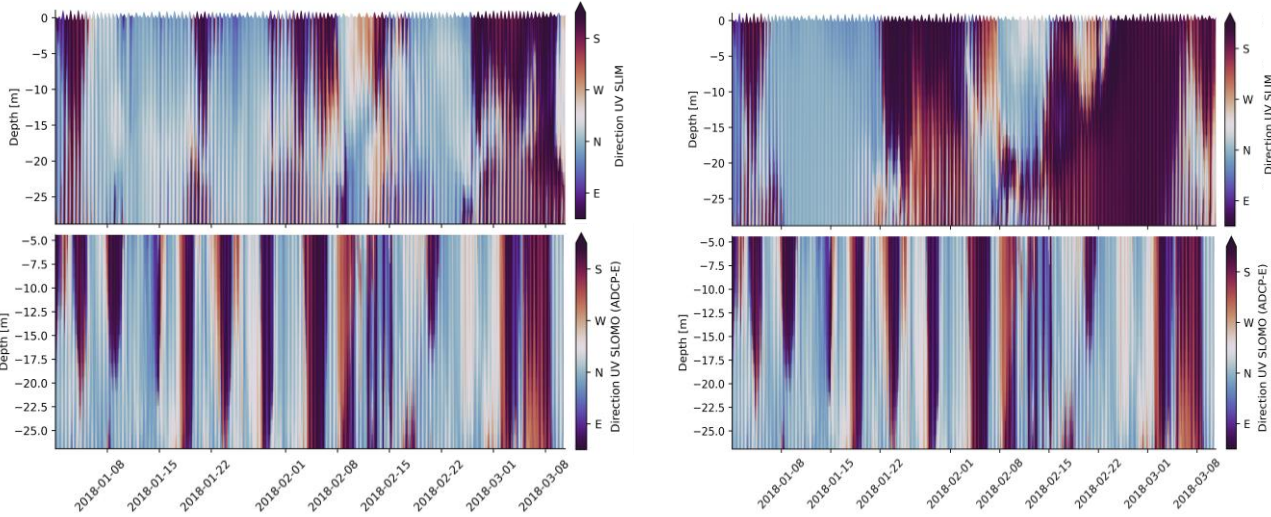 0
−5
−10
−15
−20
−25
Depth [m]
S
W
N
E
Direction UV SLIM
−5.0
−7.5
−10.0
−12.5
−15.0
−17.5
−20.0
−22.5
−25.0
Depth [m]
S
W
N
E
Direction UV SLOMO (ADCP-E)
2018-01-08
2018-01-15
2018-01-22
2018-02-01
2018-02-08
2018-02-15
2018-02-22
2018-03-01
2018-03-08
0
−5
−10
−15
−20
−25
Depth [m]
S
W
N
E
Direction UV SLIM
−5.0
−7.5
−10.0
−12.5
−15.0
−17.5
−20.0
−22.5
−25.0
Depth [m]
S
W
N
E
Direction UV SLOMO (ADCP-E)
2018-01-08
2018-01-15
2018-01-22
2018-02-01
2018-02-08
2018-02-15
2018-02-22
2018-03-01
2018-03-08